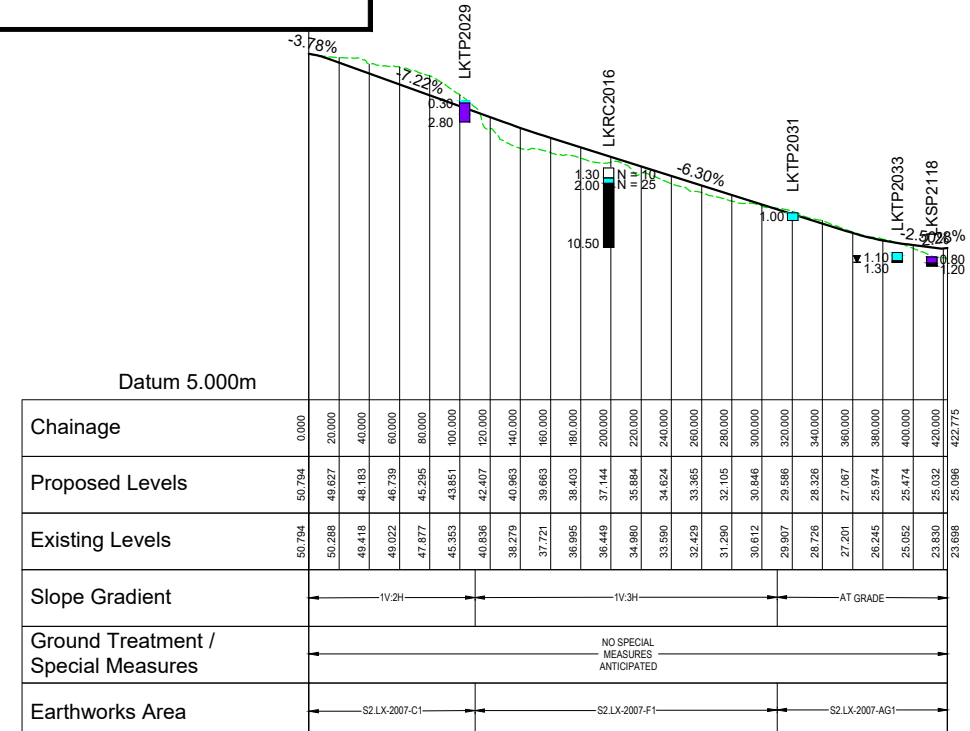 LKTP2029
LKRC2016
LKTP2031
LKTP2033
LKSP2118
-3.78%
-7.22%
0.30
2.80
-6.30%
1.30 N = 10
2.00 N = 25
10.50
1.00
-2.50%
1.10
1.30
0.80
1.20
Datum 5.000m
Chainage 0.000 20.000 40.000 60.000 80.000 100.000 120.000 140.000 160.000 180.000 200.000 220.000 240.000 260.000 280.000 300.000 320.000 340.000 360.000 380.000 400.000 420.000 422.775
Proposed Levels 50.794 49.627 48.183 46.739 45.295 43.851 42.407 40.963 39.663 38.403 37.144 35.884 34.624 33.365 32.105 30.846 29.586 28.326 27.067 25.974 25.474 25.032 25.096
Existing Levels 50.794 50.288 49.418 49.022 47.877 45.353 40.836 38.279 37.721 36.995 36.449 34.980 33.590 32.429 31.290 30.612 29.907 28.726 27.201 26.245 25.052 23.830 23.698
Slope Gradient 1V:2H 1V:3H AT GRADE
Ground Treatment /
Special Measures
NO SPECIAL
MEASURES
ANTICIPATED
Earthworks Area S2.LX-2007-C1 S2.LX-2007-F1 S2.LX-2007-AG1